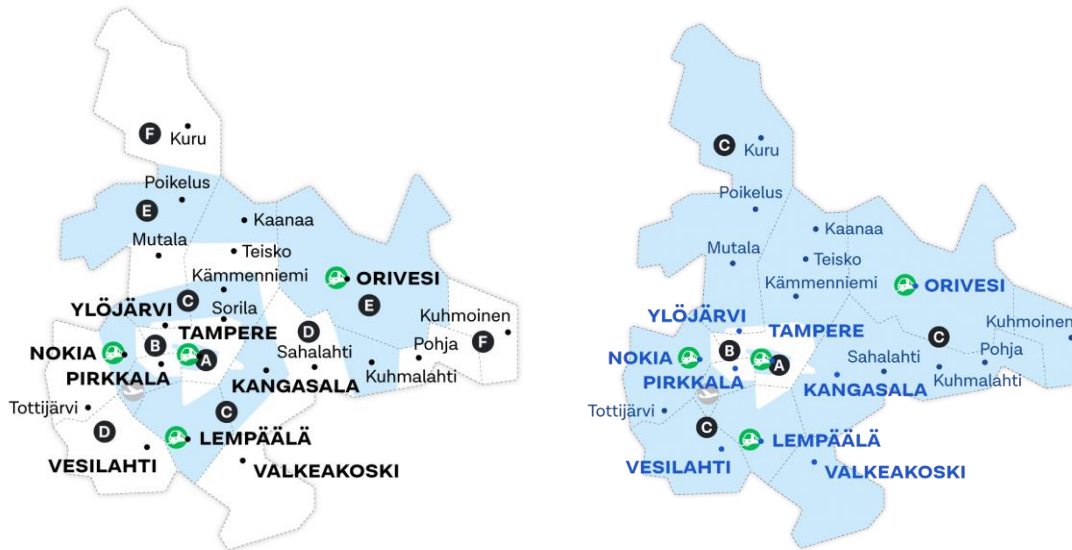 F
Kuru
Poikelus
E
Kaanaa
Mutala
Teisko
Kämmenniemi
ORIVESI
C
Sorila
E
YLÖJÄRVI
TAMPERE
D
Kuhmoinen
NOKIA
B
A
Sahalahti
Pohja
F
PIRKKALA
KANGASALA
Kuhmalahti
Tottijärvi
C
D
LEMPÄÄLÄ
VESILAHTI
VALKEAKOSKI
C
Kuru
Poikelus
Kaanaa
Mutala
Teisko
Kämmenniemi
ORIVESI
YLÖJÄRVI
TAMPERE
Kuhmoinen
C
NOKIA
B
A
Sahalahti
Pohja
PIRKKALA
KANGASALA
Kuhmalahti
Tottijärvi
C
LEMPÄÄLÄ
VESILAHTI
VALKEAKOSKI